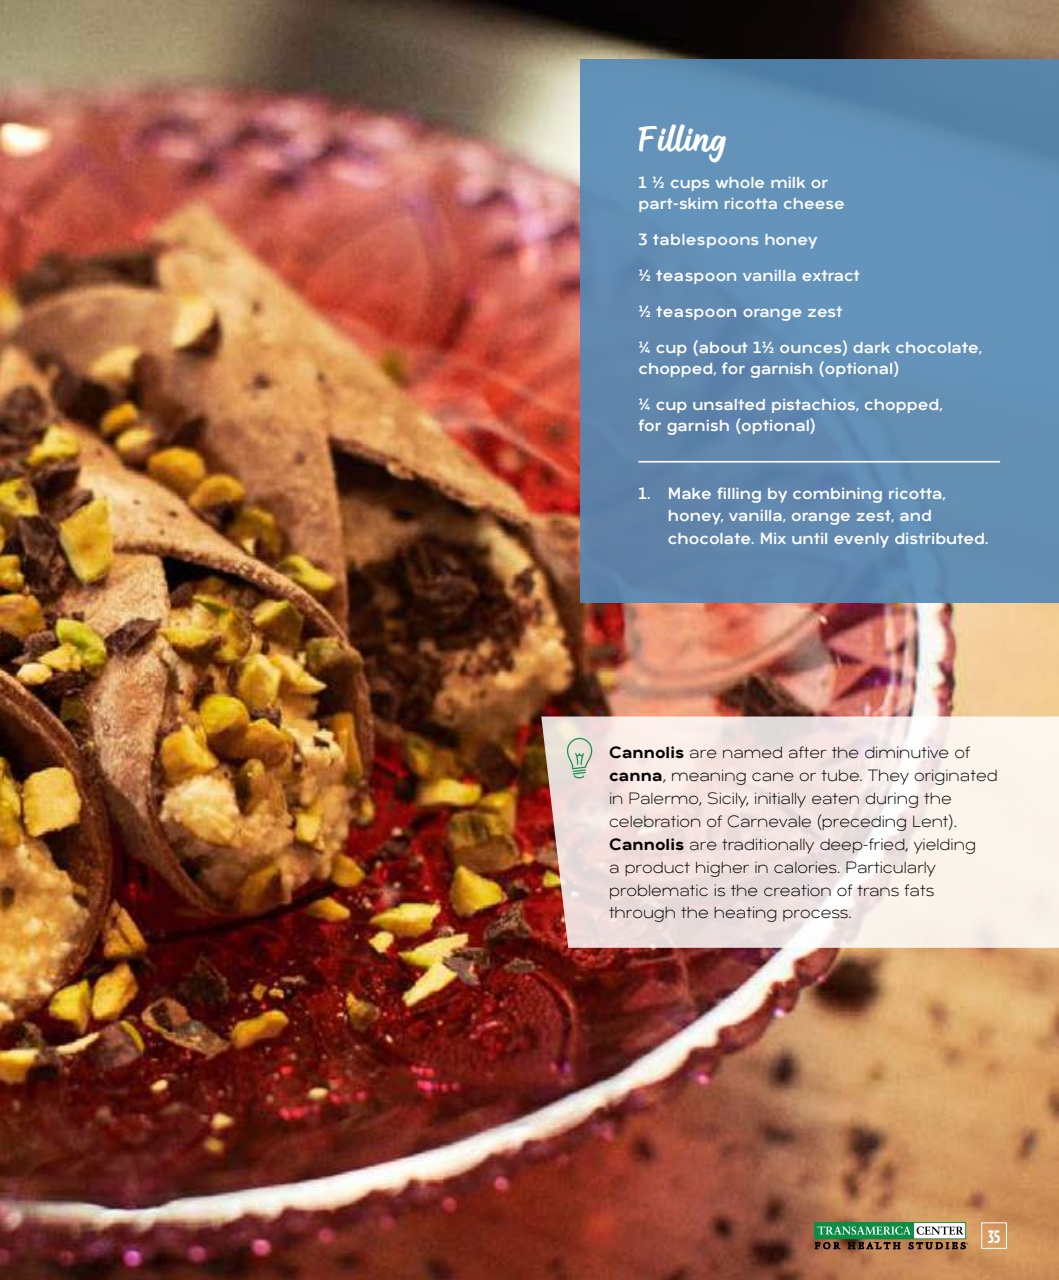 Filling
1 ½ cups whole milk or
part-skim ricotta cheese
3 tablespoons honey
½ teaspoon vanilla extract
½ teaspoon orange zest
¼ cup (about 1½ ounces) dark chocolate,
chopped, for garnish (optional)
¼ cup unsalted pistachios, chopped,
for garnish (optional)
1. Make filling by combining ricotta,
honey, vanilla, orange zest, and
chocolate. Mix until evenly distributed.
Cannolis are named after the diminutive of
canna, meaning cane or tube. They originated
in Palermo, Sicily, initially eaten during the
celebration of Carnevale (preceding Lent).
Cannolis are traditionally deep-fried, yielding
a product higher in calories. Particularly
problematic is the creation of trans fats
through the heating process.
TRANSAMERICA CENTER
FOR HEALTH STUDIES
35